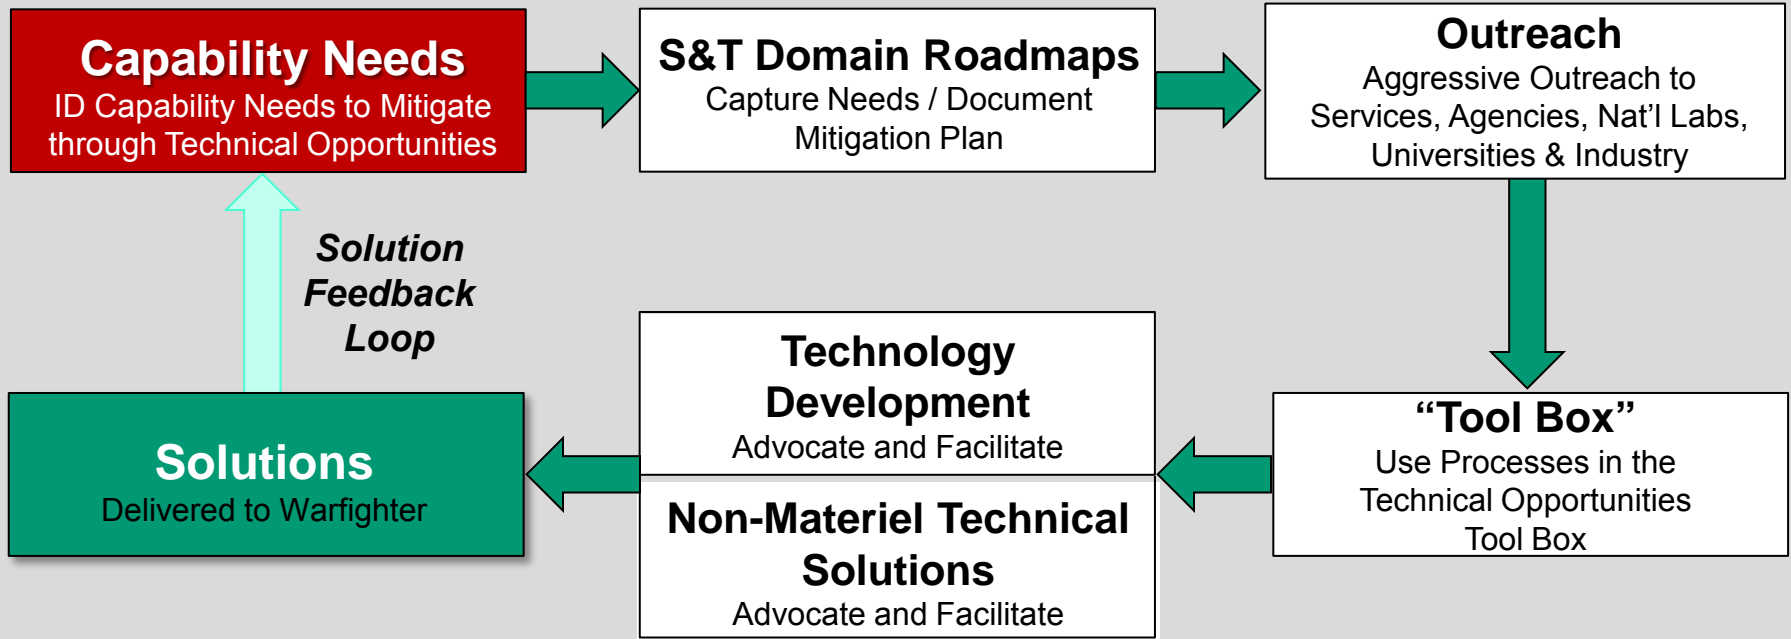 Capability Needs
ID Capability Needs to Mitigate
through Technical Opportunities
S&T Domain Roadmaps
Capture Needs / Document
Mitigation Plan
Outreach
Aggressive Outreach to
Services, Agencies, Nat’l Labs,
Universities & Industry
Solution
Feedback
Loop
Technology
Development
Advocate and Facilitate
“Tool Box”
Use Processes in the
Technical Opportunities
Tool Box
Solutions
Delivered to Warfighter
Non-Materiel Technical
Solutions
Advocate and Facilitate